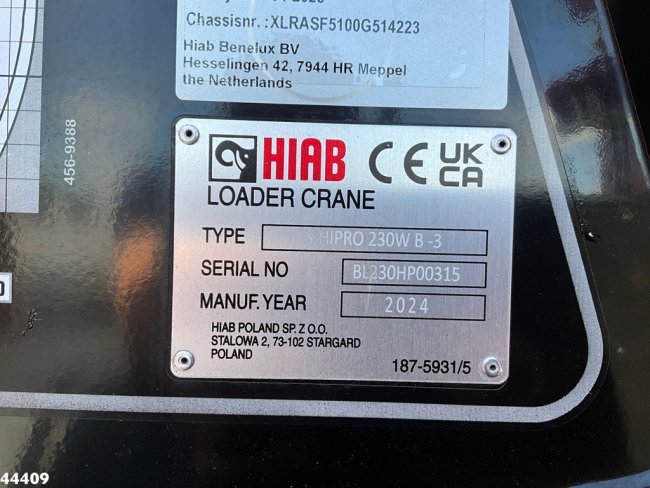 Chassisnr. :XLRASF5100G514223
Hiab Benelux BV
Hesselingen 42, 7944 HR Meppel
the Netherlands
456-9388
HIAB CE UK CA
LOADER CRANE
TYPE HIPRO 230W B -3
SERIAL NO BL230HP00315
MANUF. YEAR 2024
HIAB POLAND SP. Z O.O.
STALOWA 2, 73-102 STARGARD
POLAND
187-5931/5
44409